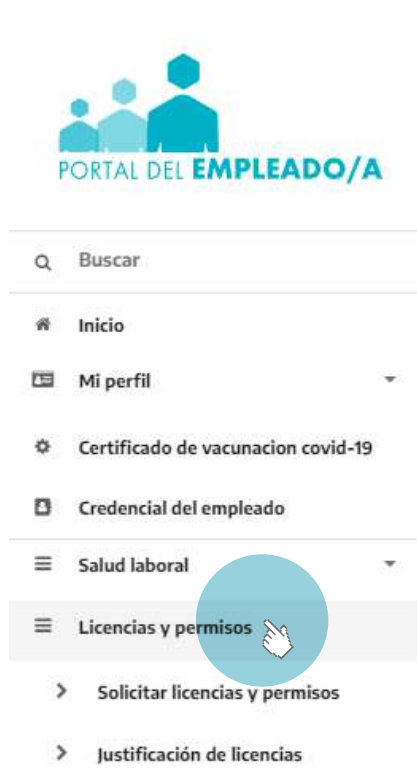 PORTAL DEL EMPLEADO/A
Buscar
Inicio
Mi perfil
Certificado de vacunacion covid-19
Credencial del empleado
Salud laboral
Licencias y permisos
Solicitar licencias y permisos
Justificación de licencias